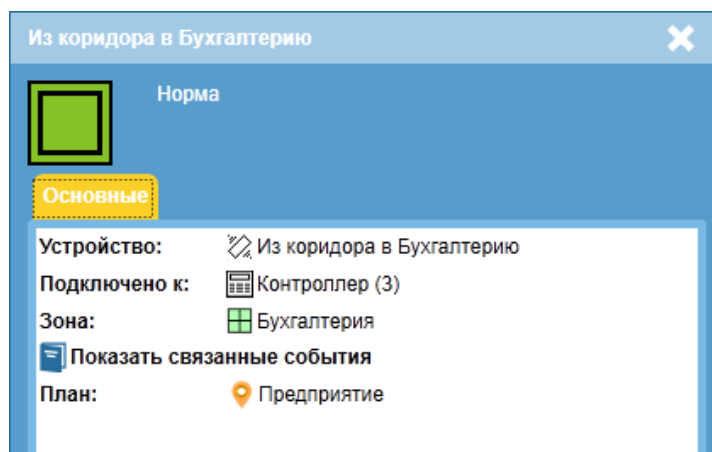 Из коридора в Бухгалтерию
Норма
Основные
Устройство: Из коридора в Бухгалтерию
Подключено к: Контроллер (3)
Зона: Бухгалтерия
Показать связанные события
План: Предприятие